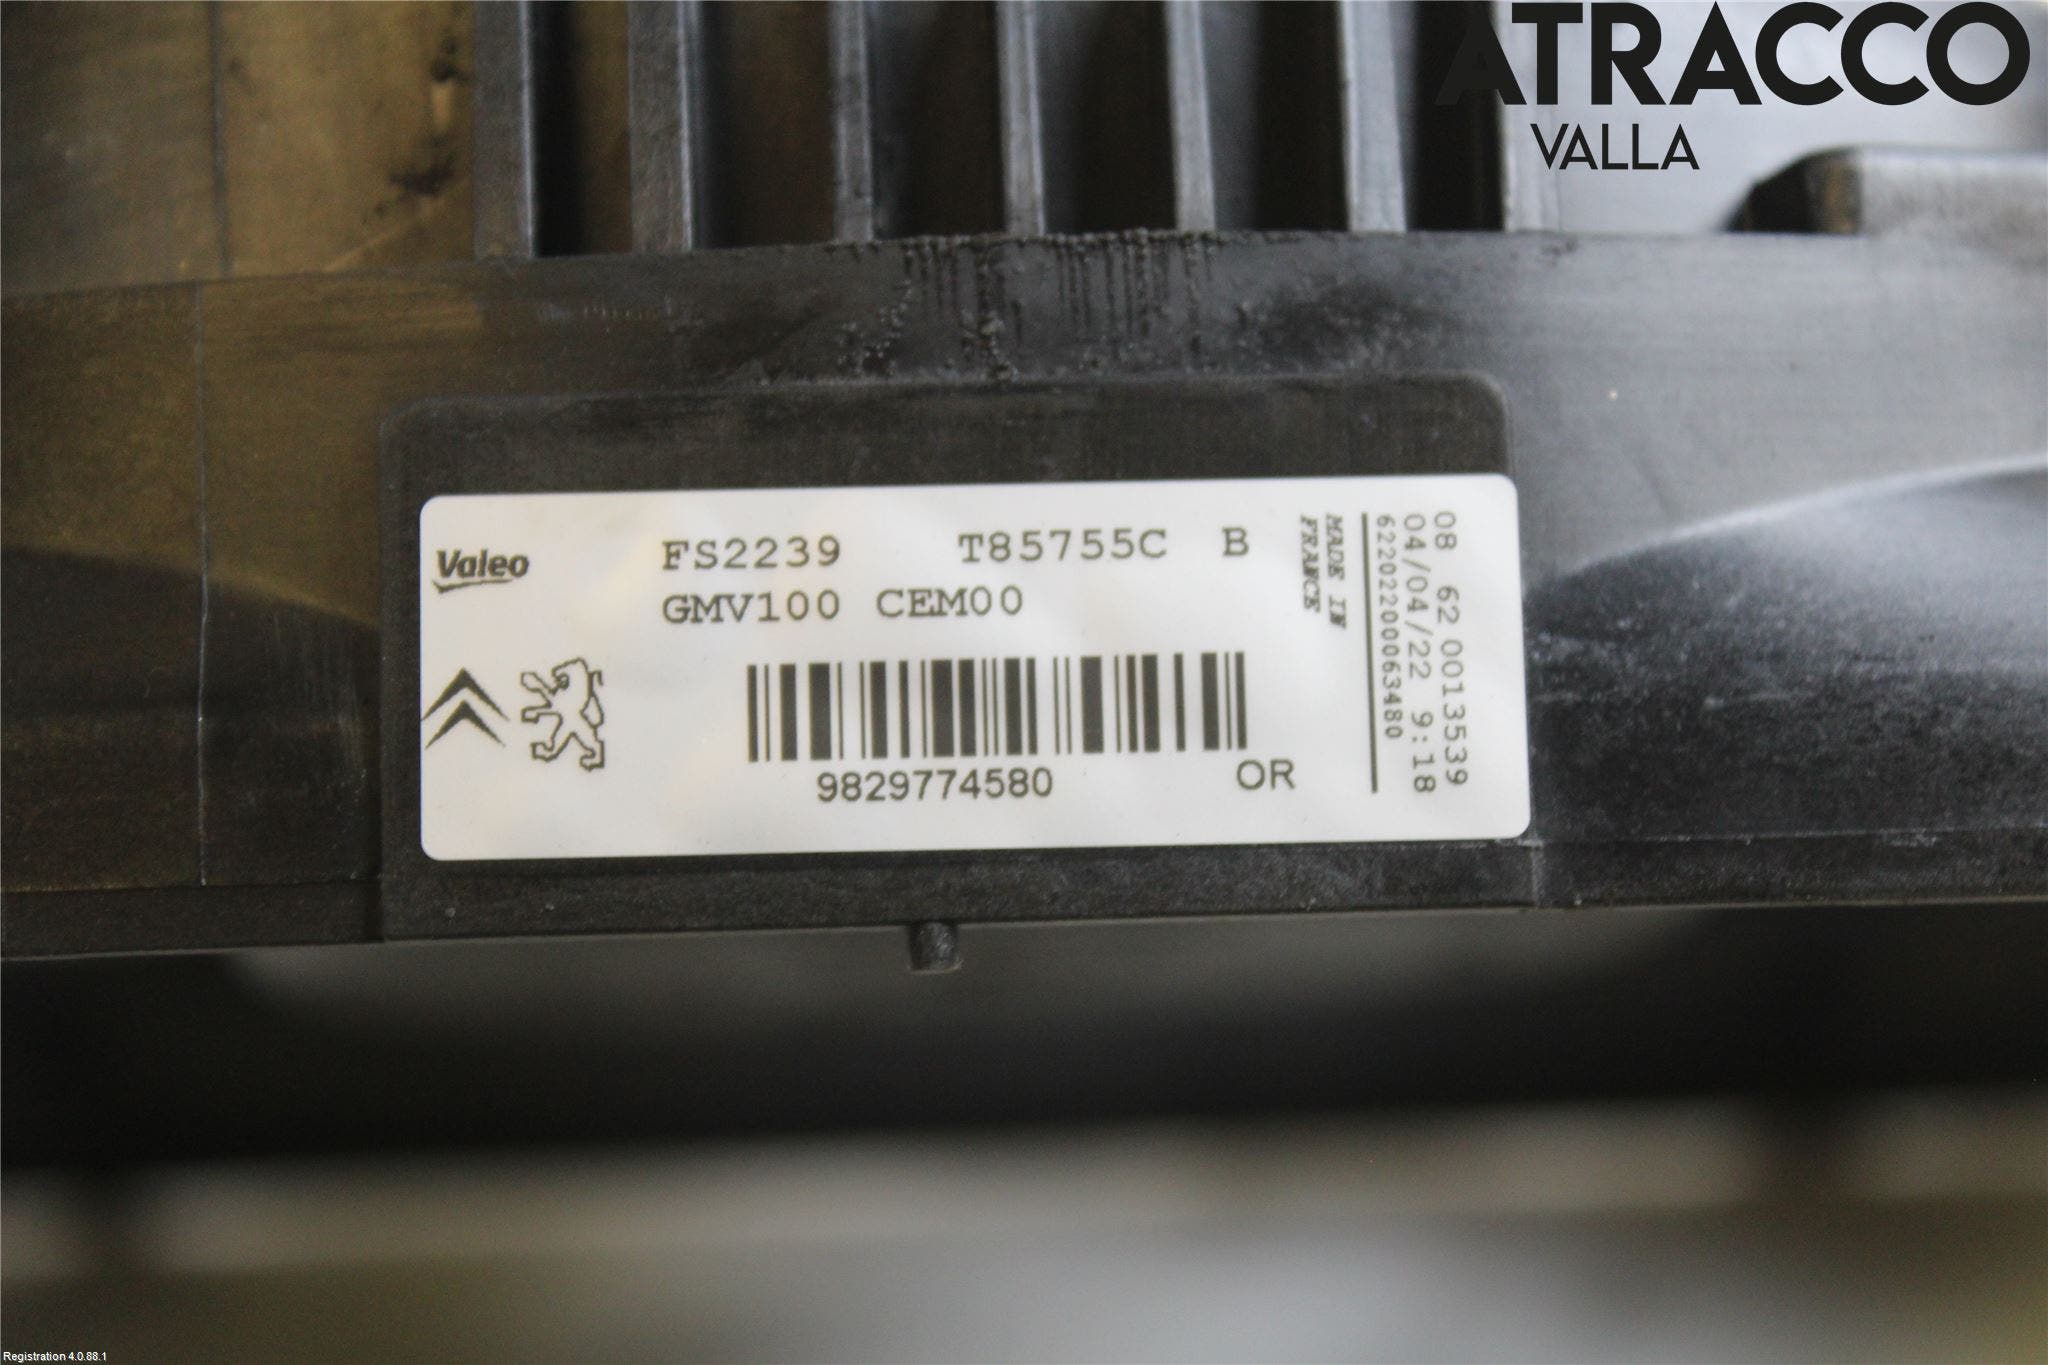 ATRACCO
VALLA
Valeo
FS2239 T85755C B
GMV100 CEM00
9829774580
OR
MADE IN
FRANCE
08 62 0013539
04/04/22 9:18
6220220063480
Registration 4.0.88.1